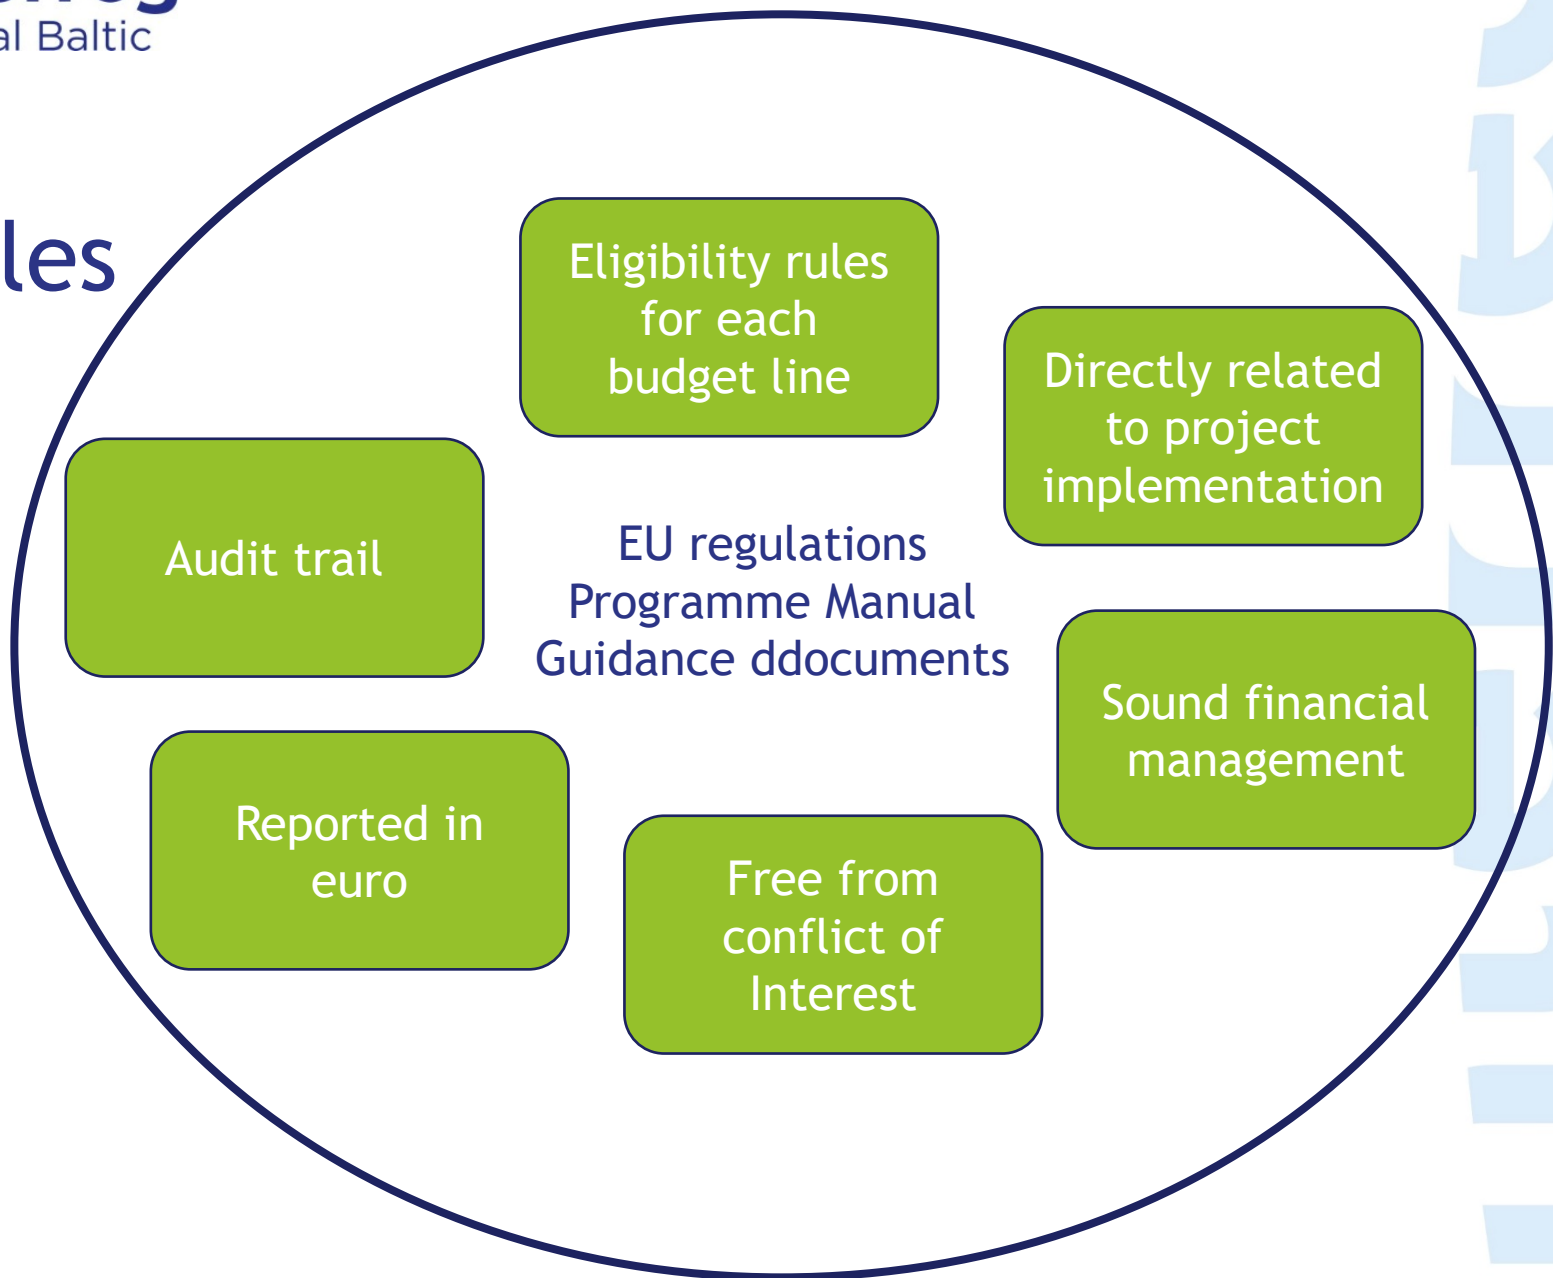 al Baltic
les
Eligibility rules
for each
budget line
Directly related
to project
implementation
Audit trail
EU regulations
Programme Manual
Guidance ddocuments
Sound financial
management
Reported in
euro
Free from
conflict of
Interest